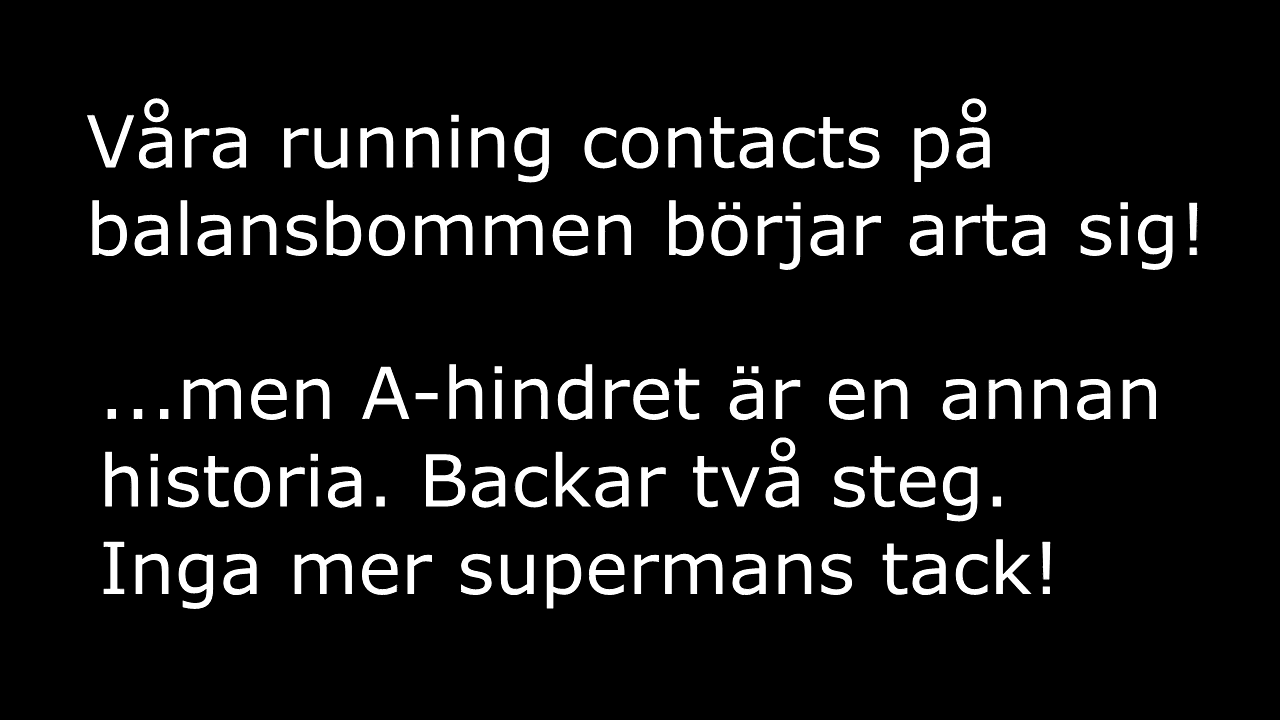 Våra running contacts på
balansbommen börjar arta sig!
...men A-hindret är en annan
historia. Backar två steg.
Inga mer supermans tack!